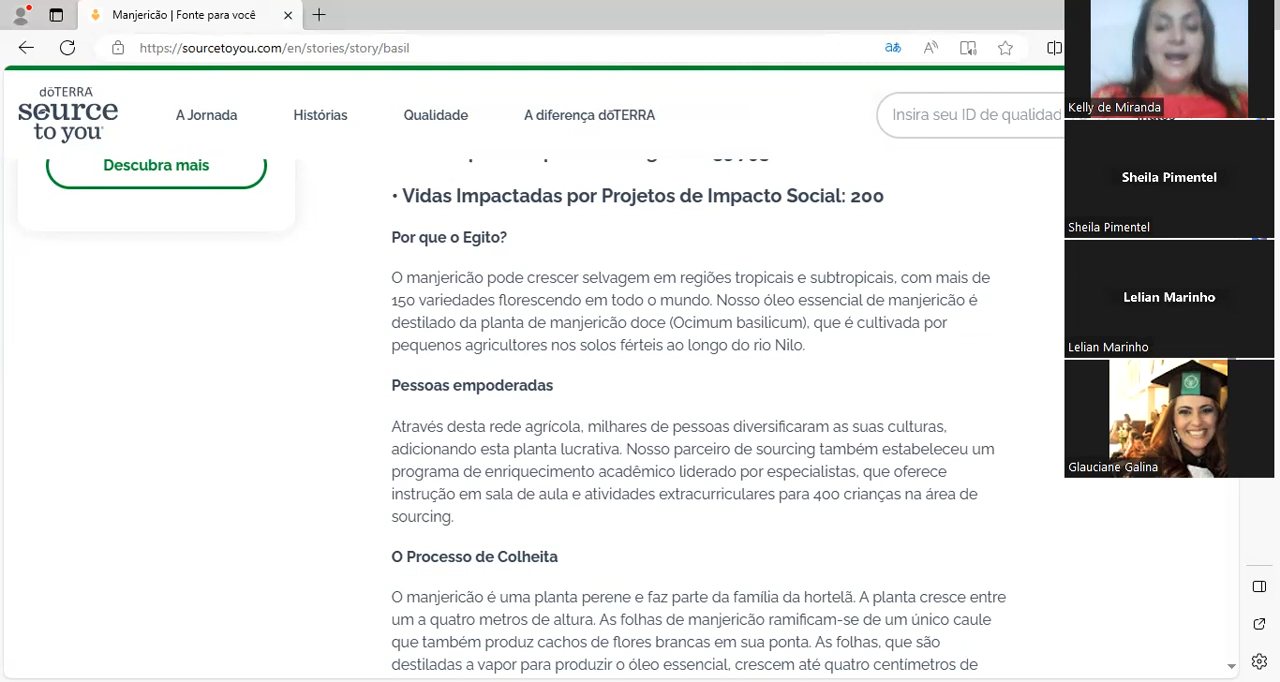 Manjericão | Fonte para você
https://sourcetoyou.com/en/stories/story/basil
dōTERRA
source
to you
A Jornada
Histórias
Qualidade
A diferença dōTERRA
Insira seu ID de qualidad
Descubra mais
• Vidas Impactadas por Projetos de Impacto Social: 200
Por que o Egito?
O manjericão pode crescer selvagem em regiões tropicais e subtropicais, com mais de
150 variedades florescendo em todo o mundo. Nosso óleo essencial de manjericão é
destilado da planta de manjericão doce (Ocimum basilicum), que é cultivada por
pequenos agricultores nos solos férteis ao longo do rio Nilo.
Pessoas empoderadas
Através desta rede agrícola, milhares de pessoas diversificaram as suas culturas,
adicionando esta planta lucrativa. Nosso parceiro de sourcing também estabeleceu um
programa de enriquecimento acadêmico liderado por especialistas, que oferece
instrução em sala de aula e atividades extracurriculares para 400 crianças na área de
sourcing.
O Processo de Colheita
O manjericão é uma planta perene e faz parte da família da hortelã. A planta cresce entre
um a quatro metros de altura. As folhas de manjericão ramificam-se de um único caule
que também produz cachos de flores brancas em sua ponta. As folhas, que são
destiladas a vapor para produzir o óleo essencial, crescem até quatro centímetros de
Kelly de Miranda
Sheila Pimentel
Sheila Pimentel
Lelian Marinho
Lelian Marinho
Glauciane Galina